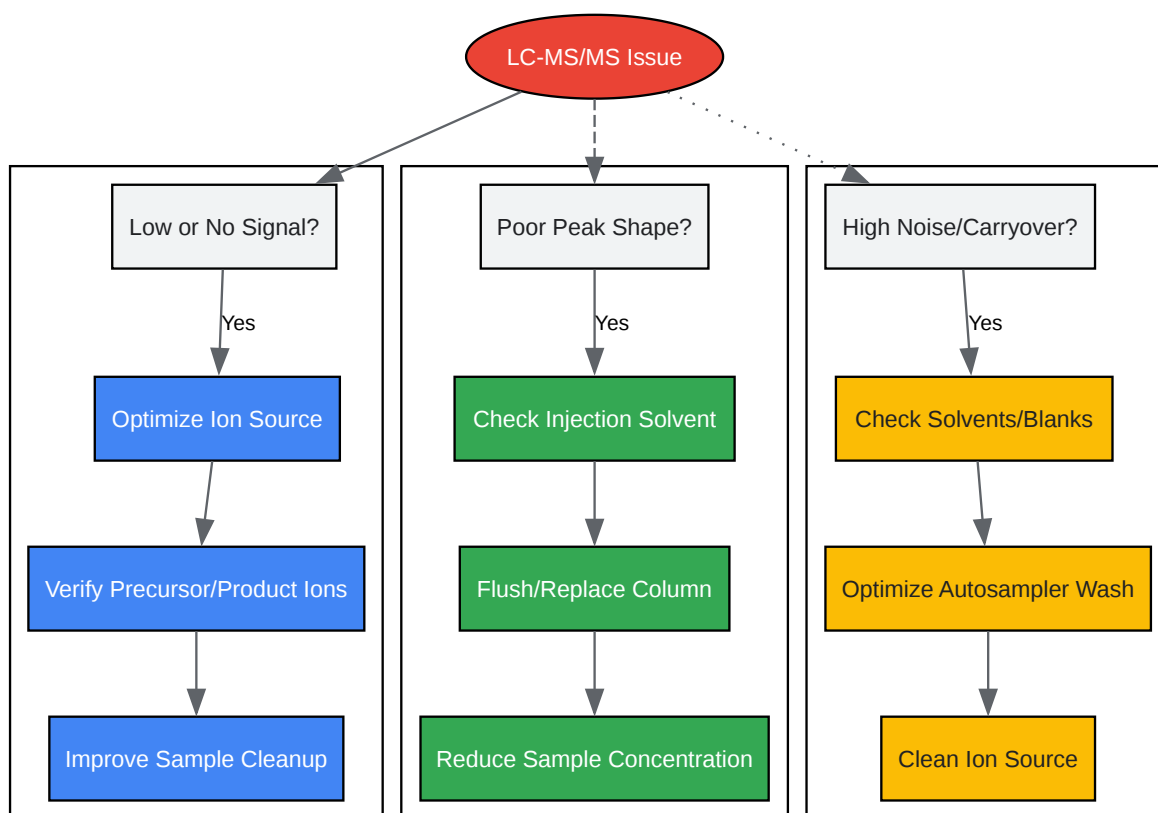 LC-MS/MS Issue
Low or No Signal?
Poor Peak Shape?
High Noise/Carryover?
Yes
Yes
Yes
Optimize Ion Source
Check Injection Solvent
Check Solvents/Blanks
Verify Precursor/Product Ions
Flush/Replace Column
Optimize Autosampler Wash
Improve Sample Cleanup
Reduce Sample Concentration
Clean Ion Source